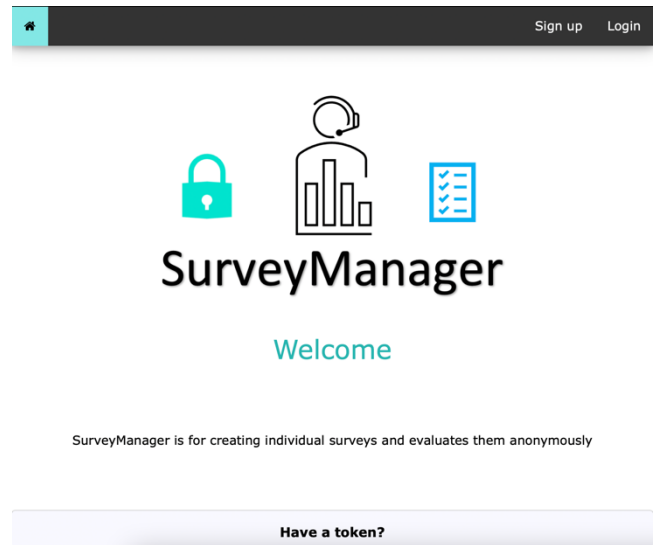 Sign up Login
SurveyManager
Welcome
SurveyManager is for creating individual surveys and evaluates them anonymously
Have a token?